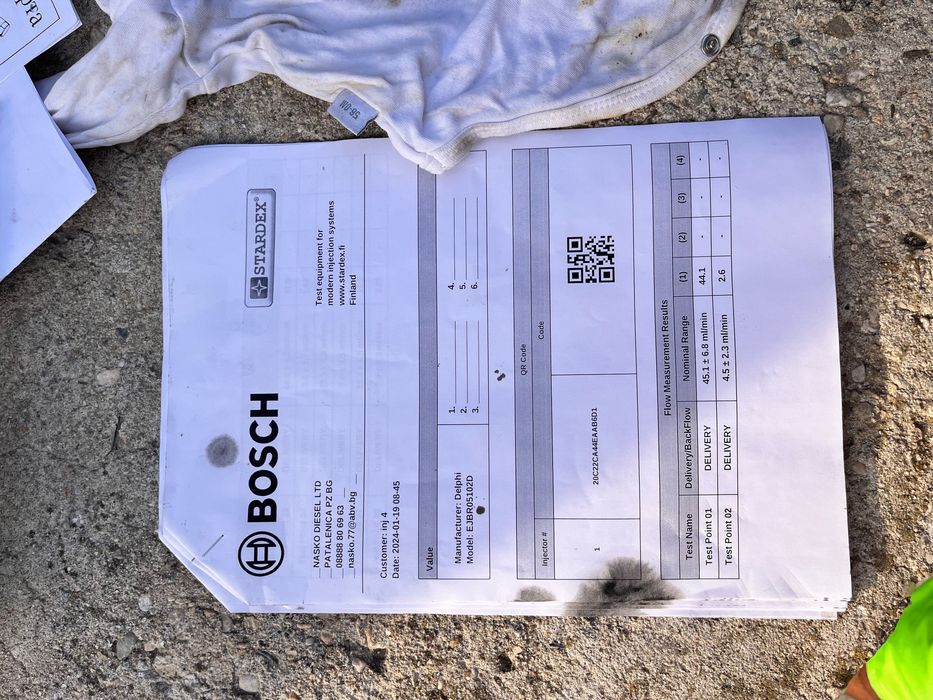 BOSCH
STARDEX®
NASKO DIESEL LTD
PATALENICA PZ BG
08888 80 69 63
nasko.77@abv.bg
Test equipment for
modern injection systems
www.stardex.fi
Finland
Customer: inj 4
Date: 2024-01-19 08-45
Value
Manufacturer: Delphi
Model: EJBR05102D
1. 4.
2. 5.
3. 6.
QR Code
Injector # Code
1 20C22CA44EAAB6D1
Flow Measurement Results
Test Name Delivery/BackFlow Nominal Range (1) (2) (3) (4)
Test Point 01 DELIVERY 45.1 ± 6.8 ml/min 44.1 - - -
Test Point 02 DELIVERY 4.5 ± 2.3 ml/min 2.6 - - -